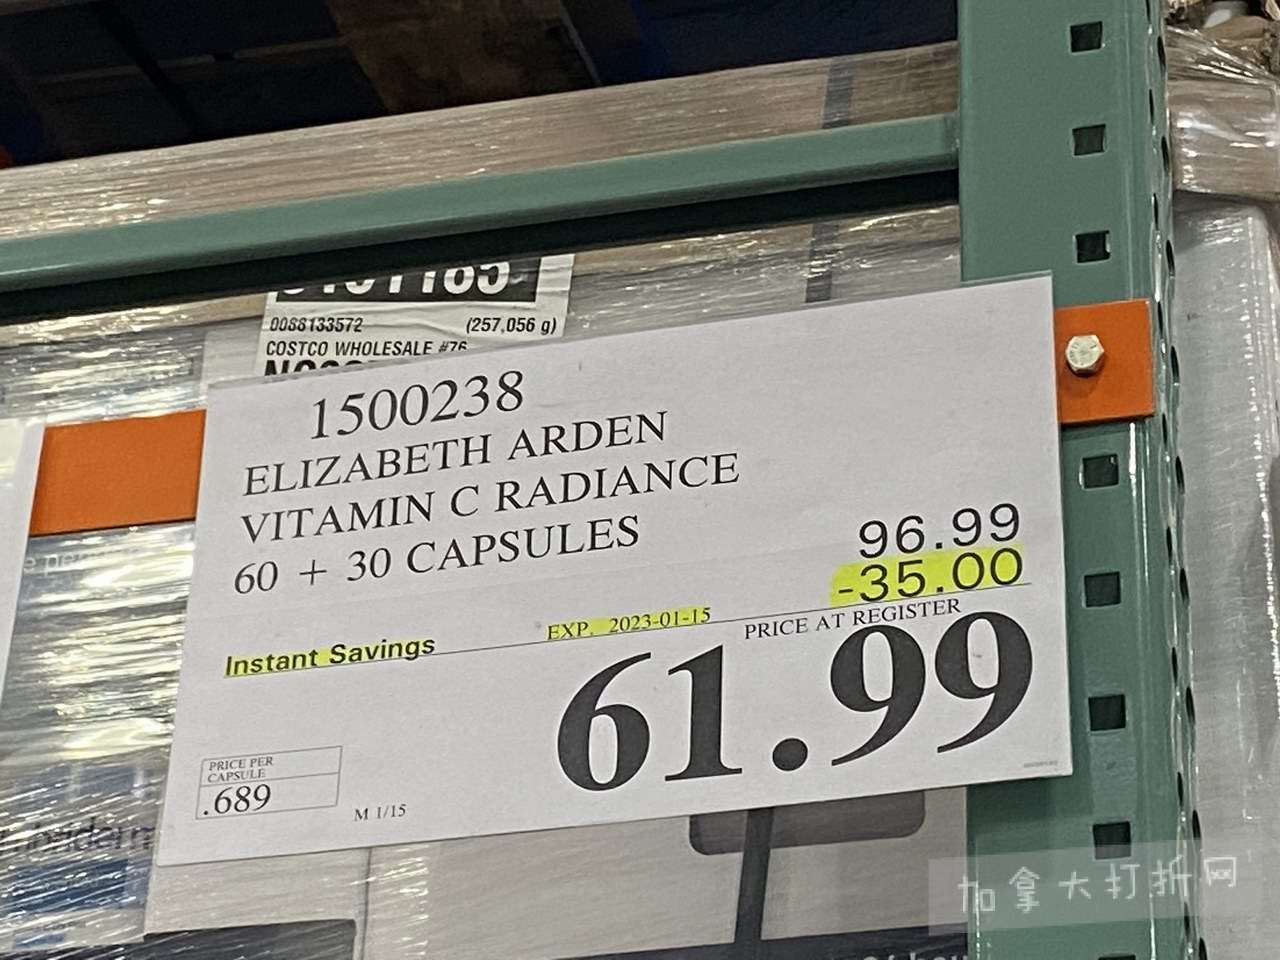 0088133572 (257,056 g)
COSTCO WHOLESALE #76
1500238
ELIZABETH ARDEN
VITAMIN C RADIANCE
60 + 30 CAPSULES
96.99
-35.00
Instant Savings EXP. 2023-01-15 PRICE AT REGISTER
61.99
PRICE PER
CAPSULE
.689
M 1/15
加拿大打折网